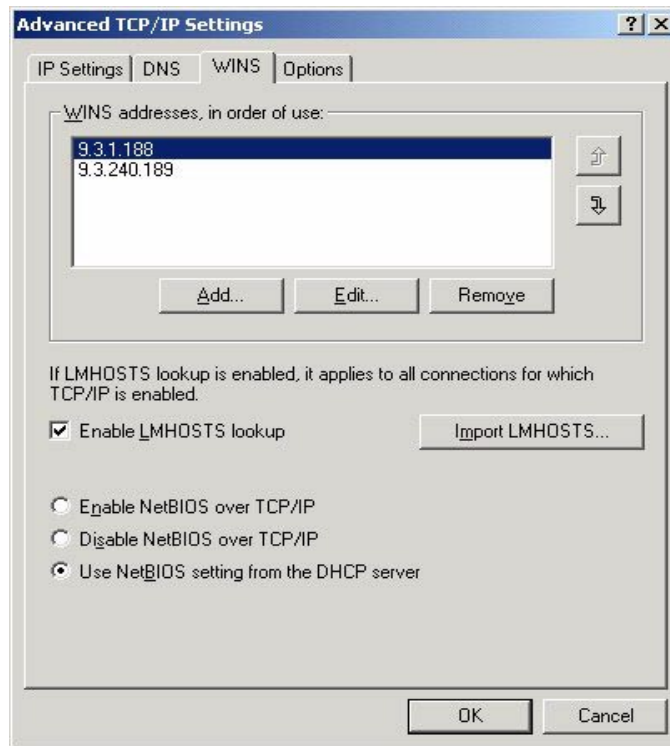 Advanced TCP/IP Settings
IP Settings DNS WINS Options
WINS addresses, in order of use:
9.3.1.188
9.3.240.189
Add... Edit... Remove
If LMHOSTS lookup is enabled, it applies to all connections for which
TCP/IP is enabled.
Enable LMHOSTS lookup Import LMHOSTS...
Enable NetBIOS over TCP/IP
Disable NetBIOS over TCP/IP
Use NetBIOS setting from the DHCP server
OK Cancel